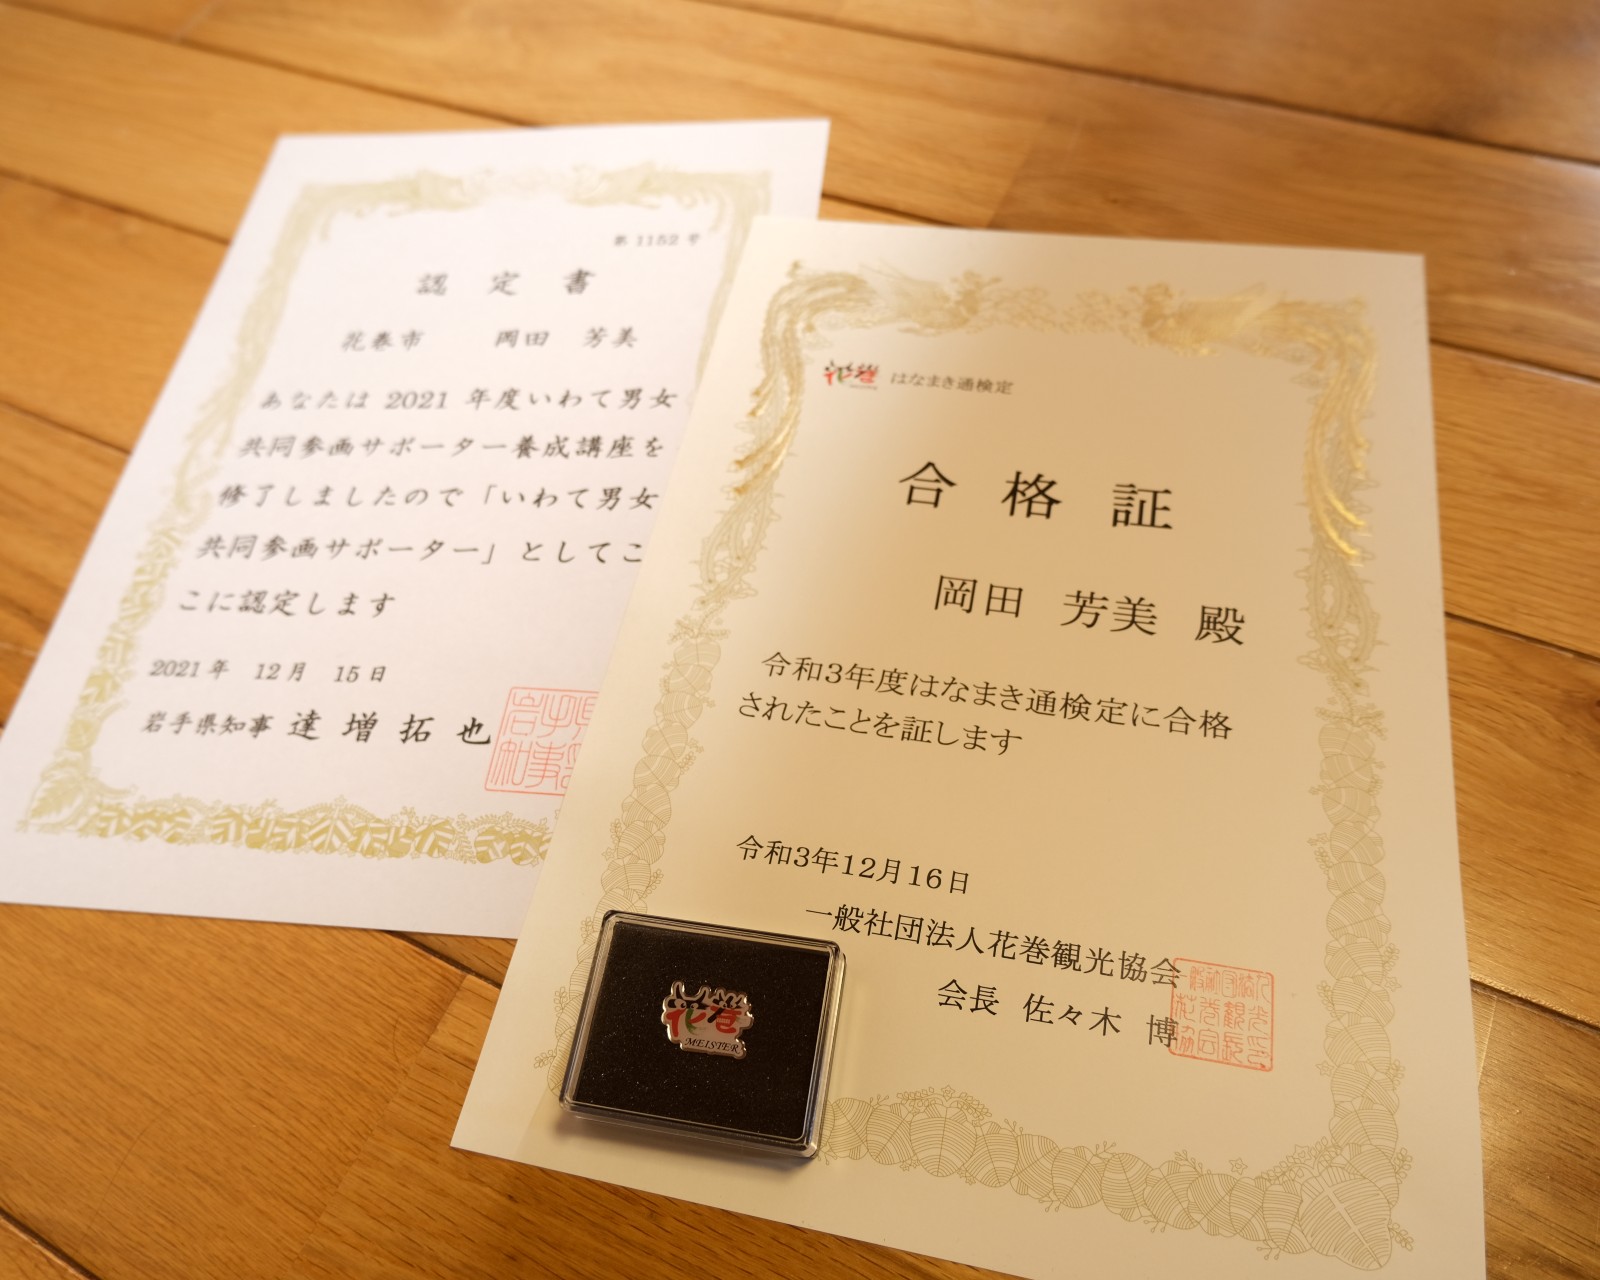 第 1152 号
認 定 書
花巻市 岡田 芳美
あなたは 2021 年度いわて男女
共同参画サポーター養成講座を
修了しましたので「いわて男女
共同参画サポーター」としてこ
こに認定します
2021 年 12 月 15 日
岩手県知事 達 増 拓 也
花巻 はなまき通検定
合 格 証
岡田 芳美 殿
令和3年度はなまき通検定に合格
されたことを証します
令和3年12月16日
一般社団法人花巻観光協会
会長 佐々木 博
花巻
MEISTER